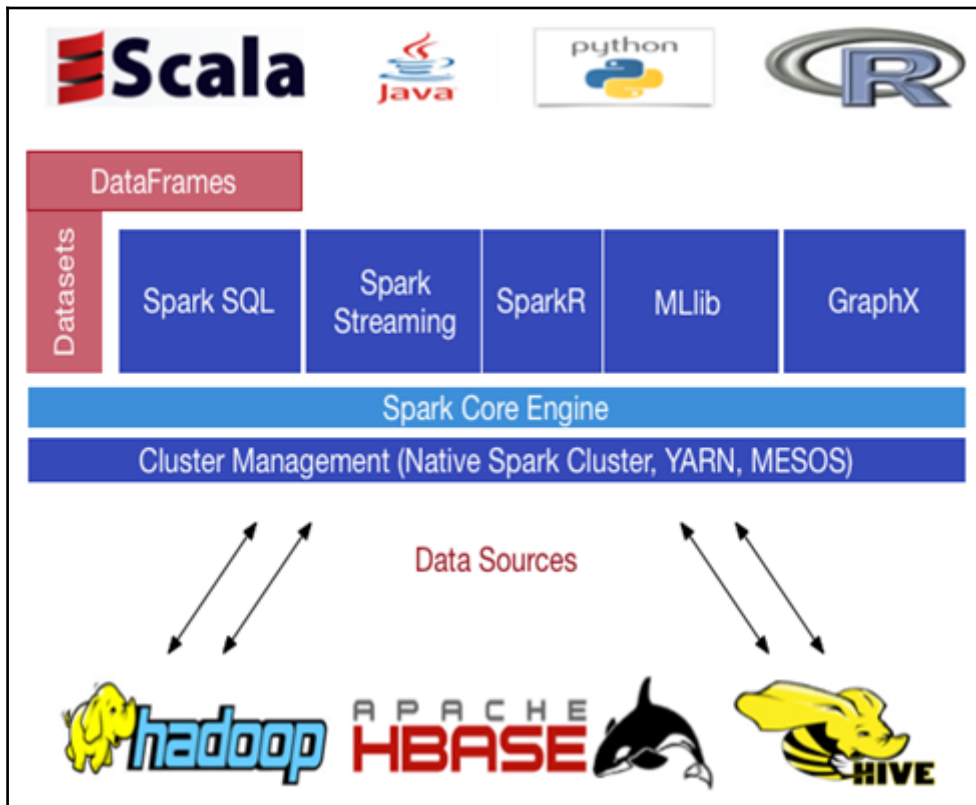 Scala
Java
python
R
DataFrames
Datasets
Spark SQL
Spark
Streaming
SparkR
MLlib
GraphX
Spark Core Engine
Cluster Management (Native Spark Cluster, YARN, MESOS)
Data Sources
hadoop
APACHE
HBASE
HIVE